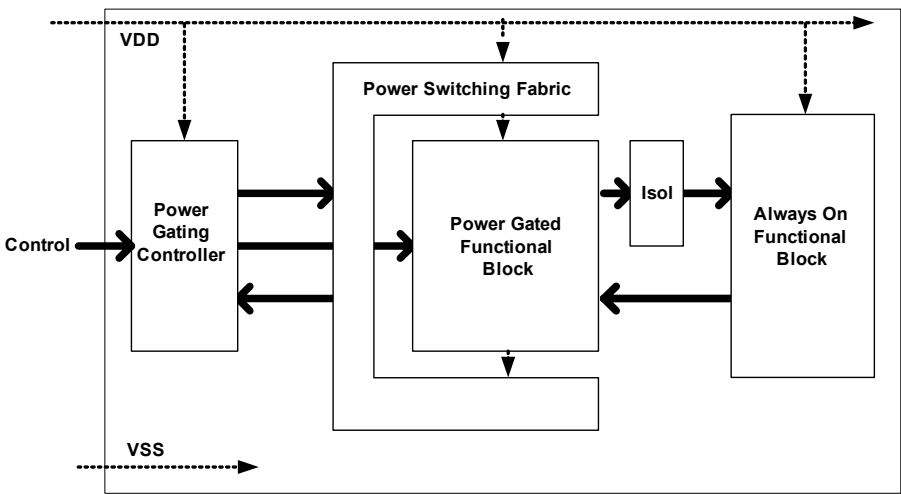 VDD
Power Switching Fabric
Control
Power
Gating
Controller
Power Gated
Functional
Block
Isol
Always On
Functional
Block
VSS